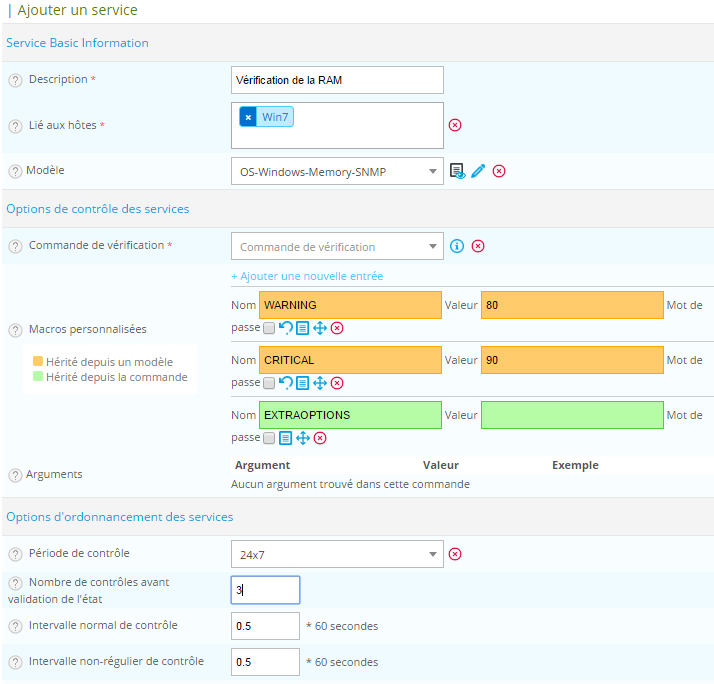 Ajouter un service
Service Basic Information
? Description * Vérification de la RAM
? Lié aux hôtes * × Win7
? Modèle OS-Windows-Memory-SNMP
Options de contrôle des services
? Commande de vérification * Commande de vérification
+ Ajouter une nouvelle entrée
Nom WARNING Valeur 80 Mot de
passe
? Macros personnalisées
Hérité depuis un modèle
Hérité depuis la commande
Nom CRITICAL Valeur 90 Mot de
passe
Nom EXTRAOPTIONS Valeur Mot de
passe
? Arguments
Argument Valeur Exemple
Aucun argument trouvé dans cette commande
Options d'ordonnancement des services
? Période de contrôle 24x7
? Nombre de contrôles avant
validation de l'état 3
? Intervalle normal de contrôle 0.5 * 60 secondes
? Intervalle non-régulier de contrôle 0.5 * 60 secondes